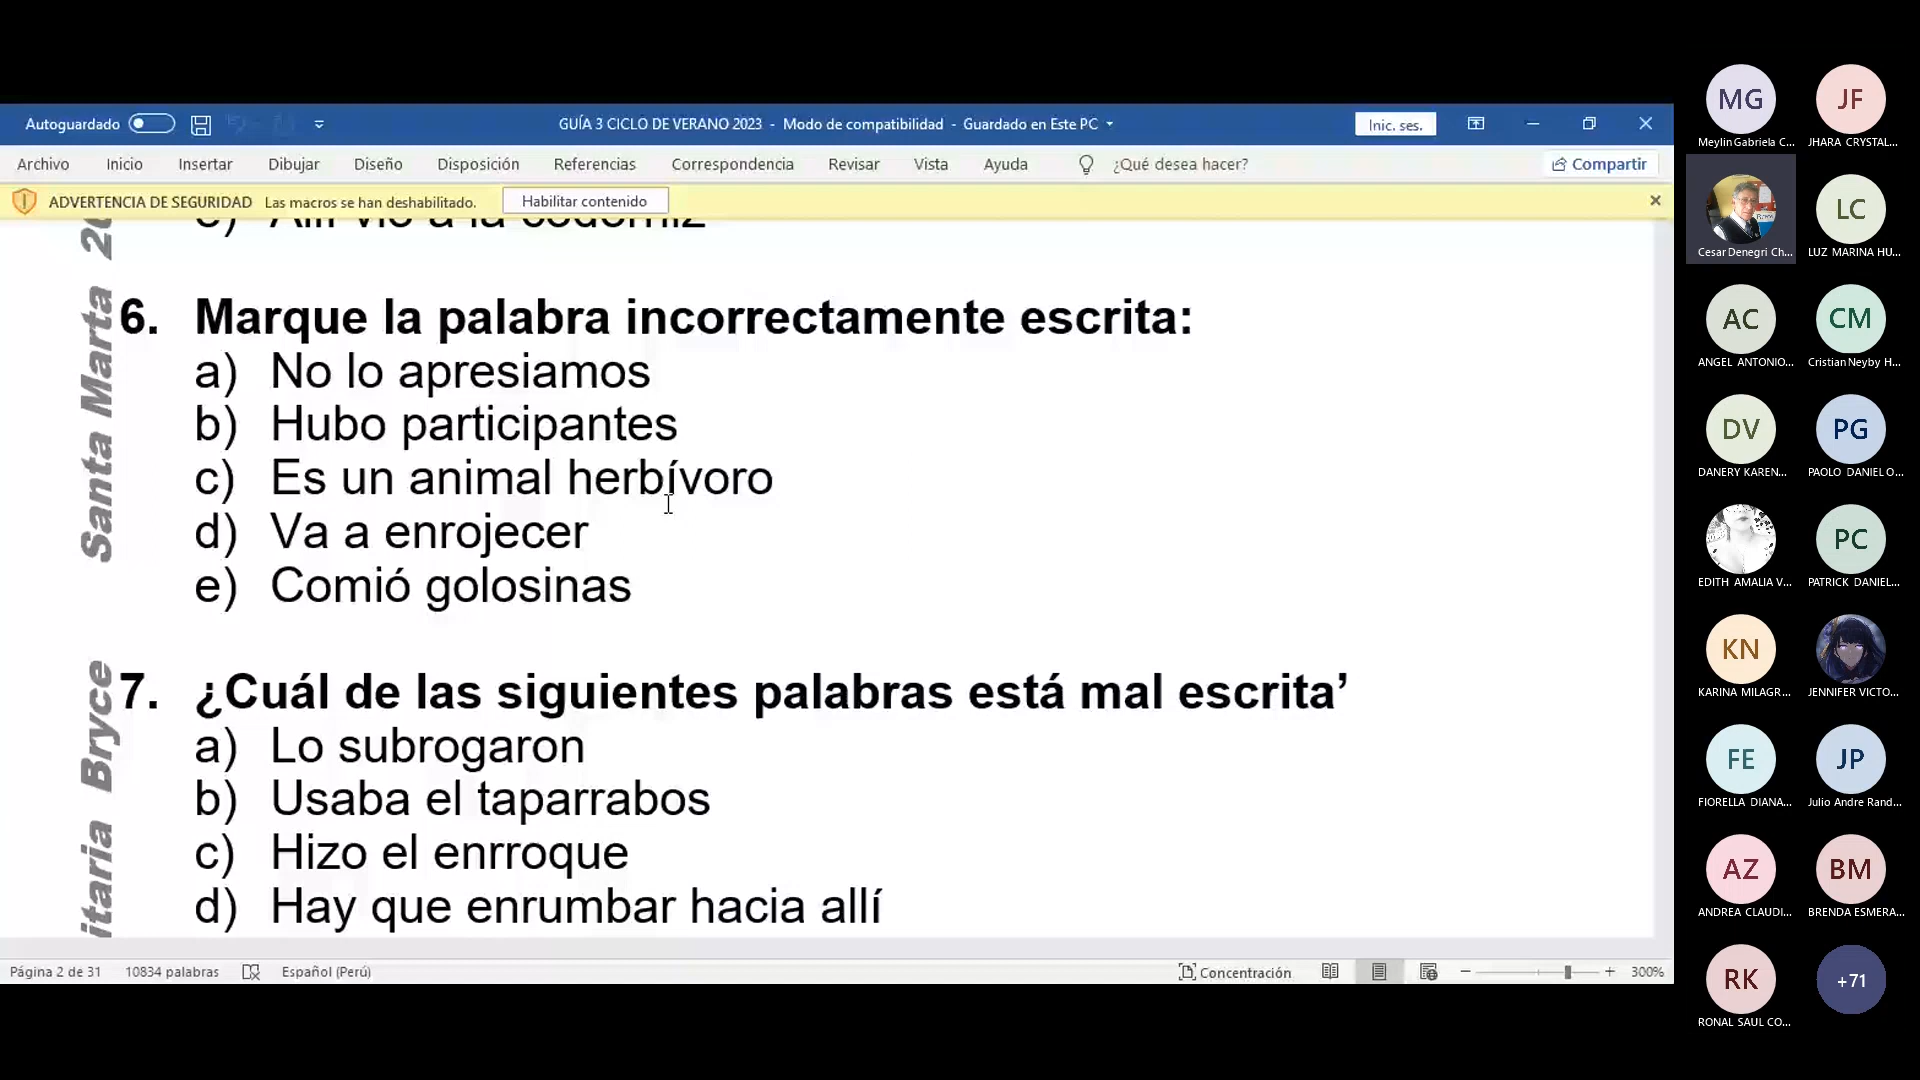 Autoguardado
GUÍA 3 CICLO DE VERANO 2023 - Modo de compatibilidad - Guardado en Este PC
Inic. ses.
Archivo Inicio Insertar Dibujar Diseño Disposición Referencias Correspondencia Revisar Vista Ayuda ¿Qué desea hacer? Compartir
ADVERTENCIA DE SEGURIDAD Las macros se han deshabilitado. Habilitar contenido
6. Marque la palabra incorrectamente escrita:
a) No lo apresiamos
b) Hubo participantes
c) Es un animal herbívoro
d) Va a enrojecer
e) Comió golosinas
7. ¿Cuál de las siguientes palabras está mal escrita’
a) Lo subrogaron
b) Usaba el taparrabos
c) Hizo el enrroque
d) Hay que enrumbar hacia allí
itaria Bryce Santa Marta
Página 2 de 31 10834 palabras Español (Perú) Concentración 300%
MG JF
Meylin Gabriela C... JHARA CRYSTAL...
LC
Cesar Denegri Ch... LUZ MARINA HU...
AC CM
ANGEL ANTONIO... Cristian Neyby H...
DV PG
DANERY KAREN... PAOLO DANIEL O...
PC
EDITH AMALIA V... PATRICK DANIEL...
KN
KARINA MILAGR... JENNIFER VICTO...
FE JP
FIORELLA DIANA... Julio Andre Rand...
AZ BM
ANDREA CLAUDI... BRENDA ESMERA...
RK +71
RONAL SAUL CO...